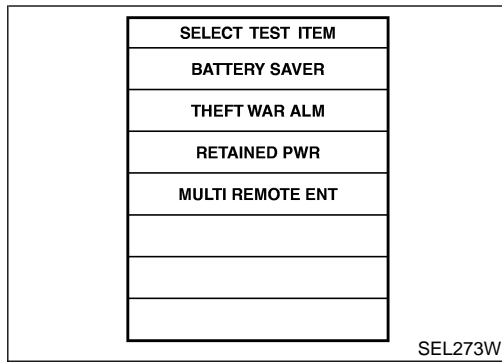 SELECT TEST ITEM
BATTERY SAVER
THEFT WAR ALM
RETAINED PWR
MULTI REMOTE ENT
SEL273W